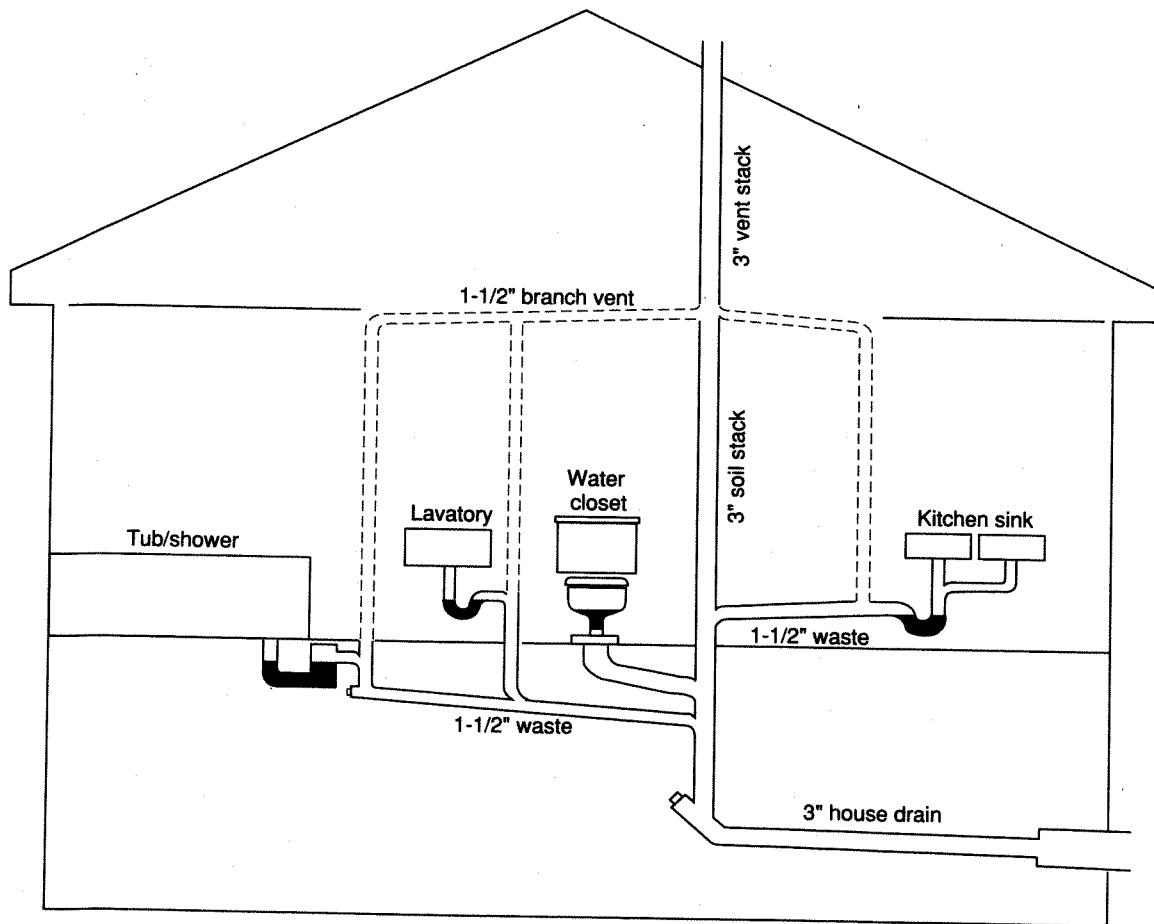 3" vent stack
1-1/2" branch vent
3" soil stack
Water
closet
Lavatory
Kitchen sink
Tub/shower
1-1/2" waste
1-1/2" waste
3" house drain